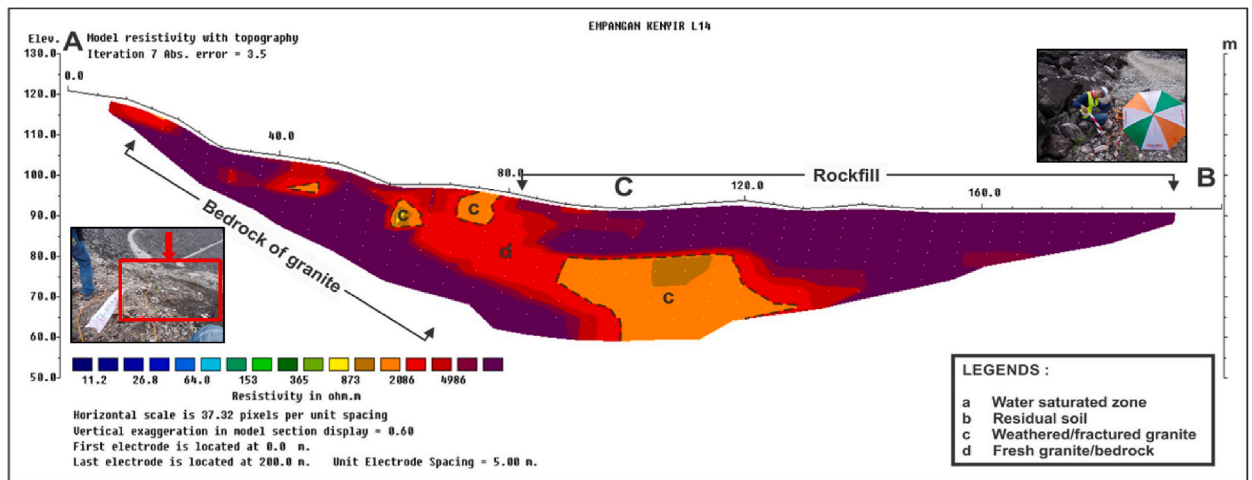 EMPANGAN KENYIR L14
Elev. A Model resistivity with topography
Iteration 7 Abs. error = 3.5
130.0
120.0
110.0
100.0
90.0
80.0
70.0
60.0
50.0
m
0.0
40.0
80.0
120.0
160.0
C
Rockfill
B
Bedrock of granite
c
c
d
c
11.2 26.8 64.0 153 365 873 2086 4986
Resistivity in ohm.m
Horizontal scale is 37.32 pixels per unit spacing
Vertical exaggeration in model section display = 0.60
First electrode is located at 0.0 m.
Last electrode is located at 200.0 m. Unit Electrode Spacing = 5.00 m.
LEGENDS :
a Water saturated zone
b Residual soil
c Weathered/fractured granite
d Fresh granite/bedrock